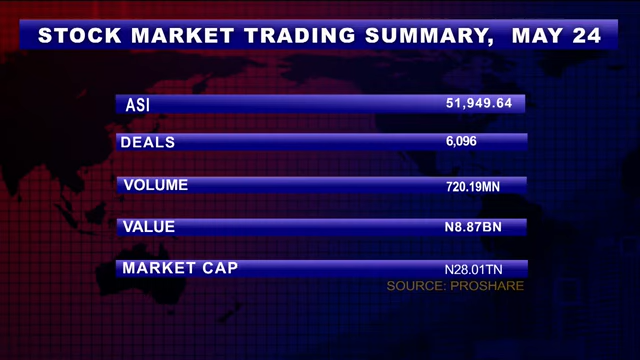 STOCK MARKET TRADING SUMMARY, MAY 24
ASI 51,949.64
DEALS 6,096
VOLUME 720.19MN
VALUE N8.87BN
MARKET CAP N28.01TN
SOURCE: PROSHARE